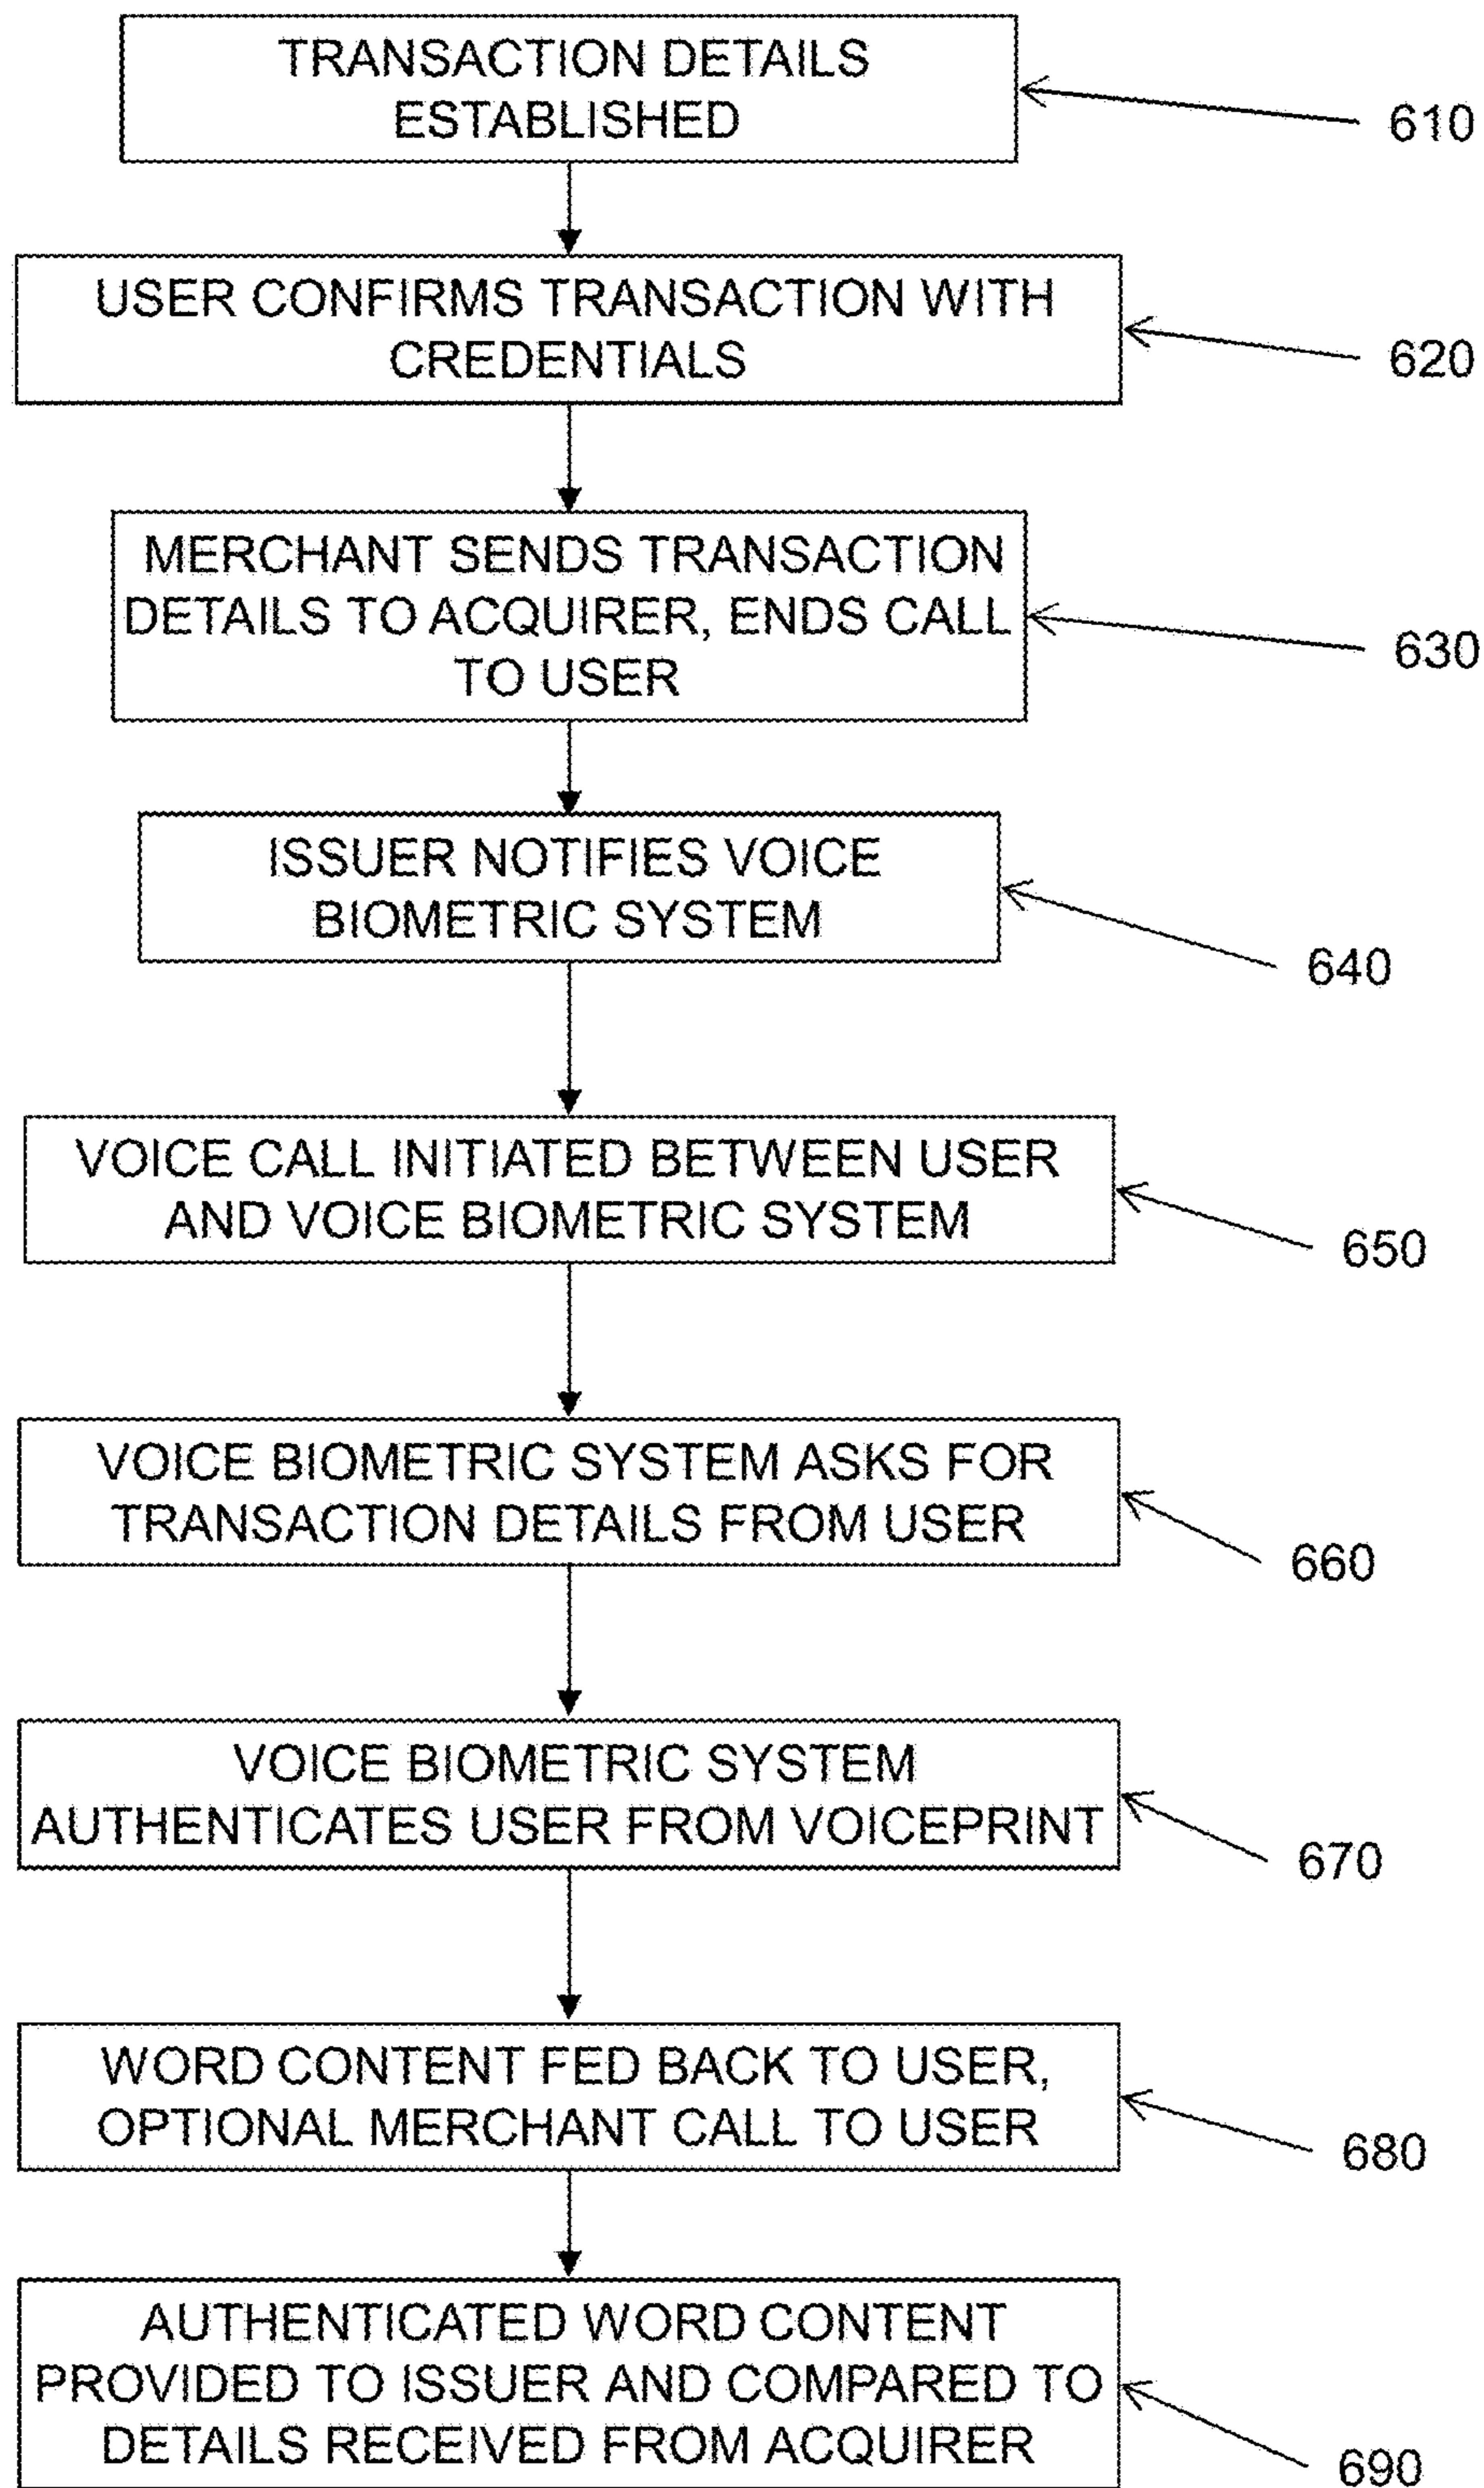 TRANSACTION DETAILS
ESTABLISHED
610
USER CONFIRMS TRANSACTION WITH
CREDENTIALS
620
MERCHANT SENDS TRANSACTION
DETAILS TO ACQUIRER, ENDS CALL
TO USER
630
ISSUER NOTIFIES VOICE
BIOMETRIC SYSTEM
640
VOICE CALL INITIATED BETWEEN USER
AND VOICE BIOMETRIC SYSTEM
650
VOICE BIOMETRIC SYSTEM ASKS FOR
TRANSACTION DETAILS FROM USER
660
VOICE BIOMETRIC SYSTEM
AUTHENTICATES USER FROM VOICEPRINT
670
WORD CONTENT FED BACK TO USER,
OPTIONAL MERCHANT CALL TO USER
680
AUTHENTICATED WORD CONTENT
PROVIDED TO ISSUER AND COMPARED TO
DETAILS RECEIVED FROM ACQUIRER
690